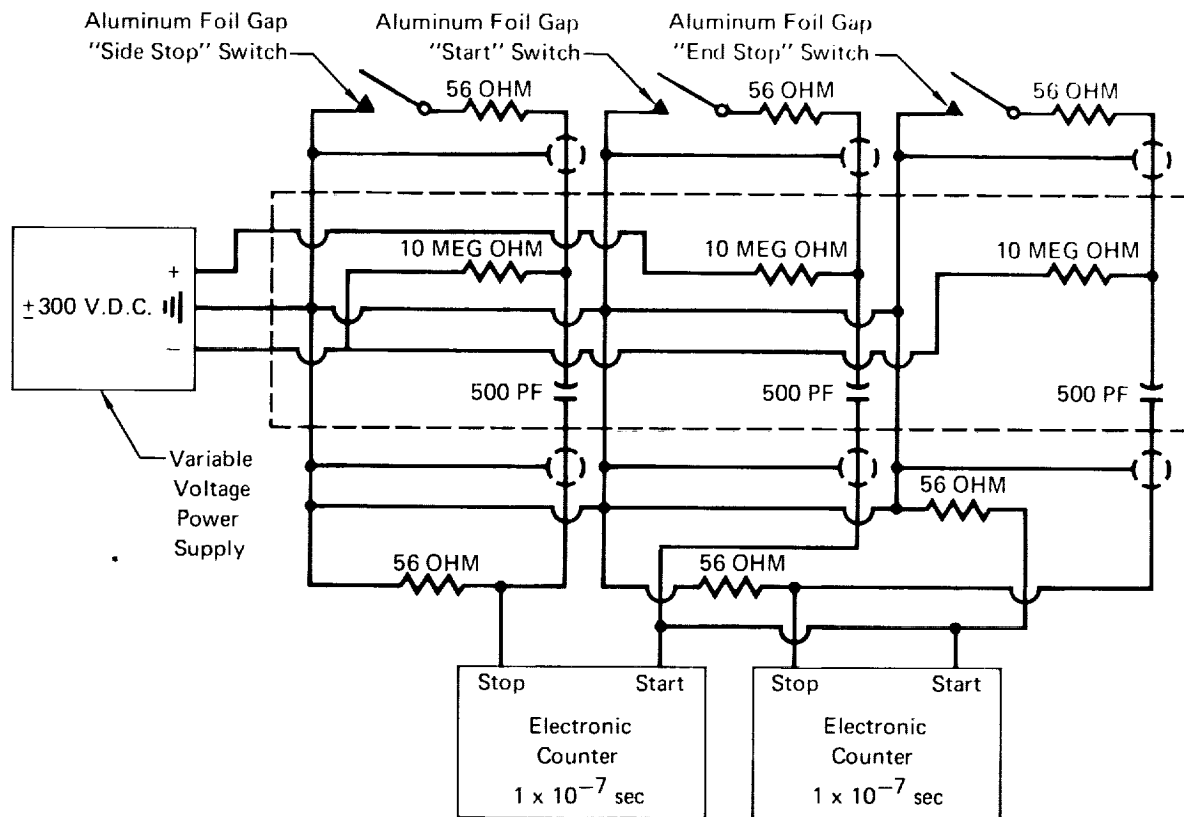 Aluminum Foil Gap
"Side Stop" Switch
Aluminum Foil Gap
"Start" Switch
Aluminum Foil Gap
"End Stop" Switch
56 OHM
56 OHM
56 OHM
10 MEG OHM
10 MEG OHM
10 MEG OHM
+
±300 V.D.C.
−
500 PF
500 PF
500 PF
Variable
Voltage
Power
Supply
56 OHM
56 OHM
56 OHM
Stop
Start
Electronic
Counter
1 x 10⁻⁷ sec
Stop
Start
Electronic
Counter
1 x 10⁻⁷ sec